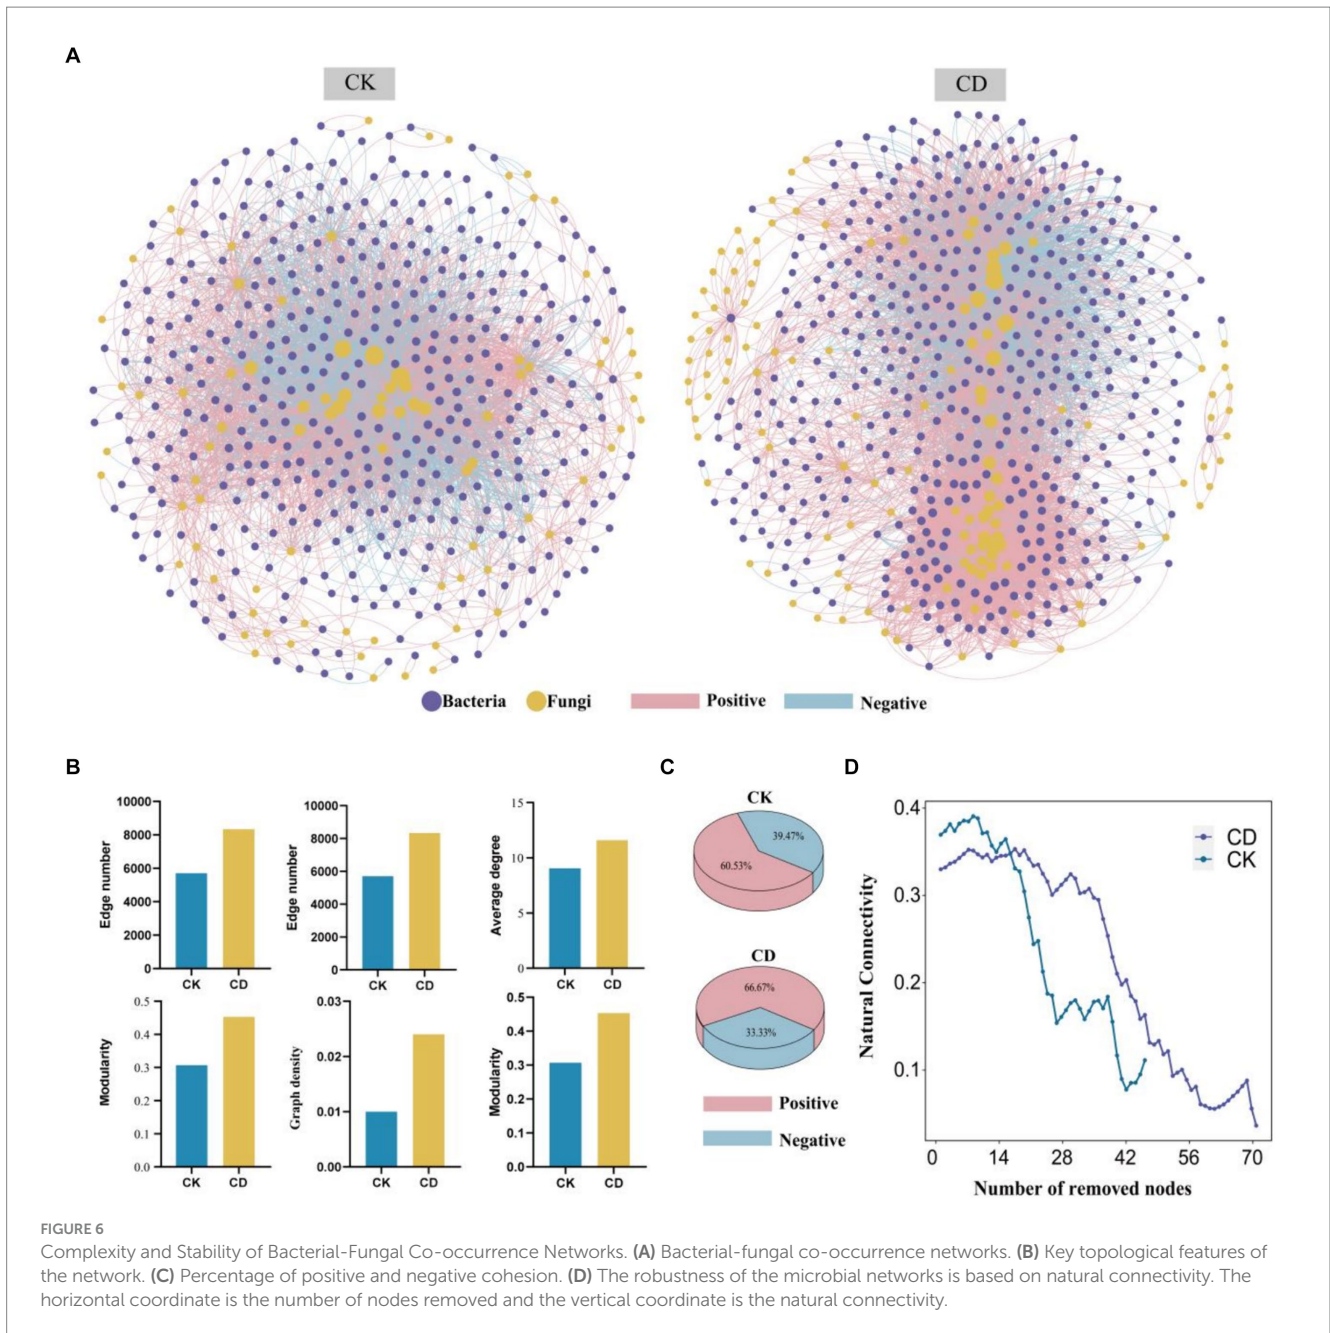 A
CK
CD
Bacteria Fungi Positive Negative
B
10000
8000
6000
4000
2000
0
Edge number
CK CD
10000
8000
6000
4000
2000
0
Edge number
CK CD
15
10
5
0
Average degree
CK CD
0.5
0.4
0.3
0.2
0.1
0.0
Modularity
CK CD
0.03
0.02
0.01
0.00
Graph density
CK CD
0.5
0.4
0.3
0.2
0.1
0.0
Modularity
CK CD
C
CK
39.47%
60.53%
CD
66.67%
33.33%
Positive
Negative
D
0.4
0.3
0.2
0.1
Natural Connectivity
CD
CK
0 14 28 42 56 70
Number of removed nodes
FIGURE 6
Complexity and Stability of Bacterial-Fungal Co-occurrence Networks. (A) Bacterial-fungal co-occurrence networks. (B) Key topological features of
the network. (C) Percentage of positive and negative cohesion. (D) The robustness of the microbial networks is based on natural connectivity. The
horizontal coordinate is the number of nodes removed and the vertical coordinate is the natural connectivity.